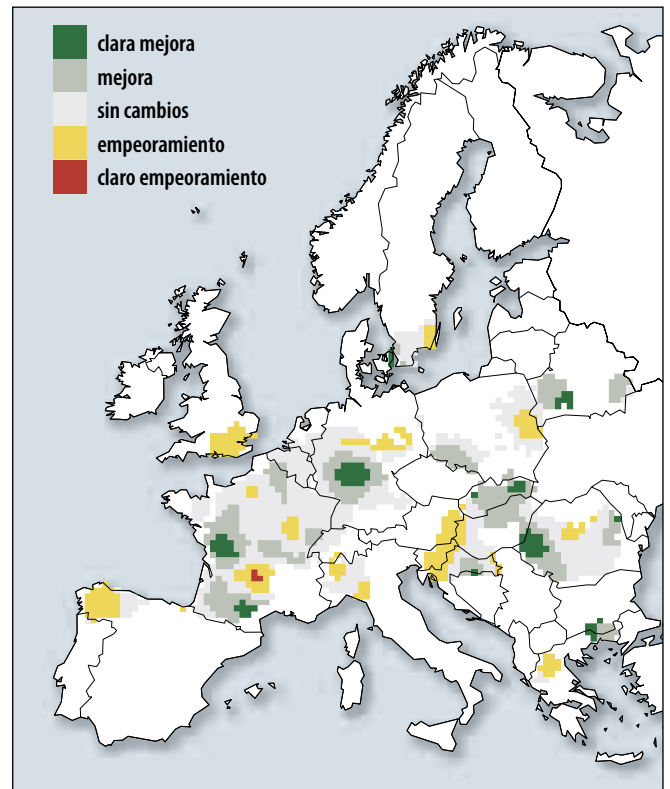 clara mejora
mejora
sin cambios
empeoramiento
claro empeoramiento